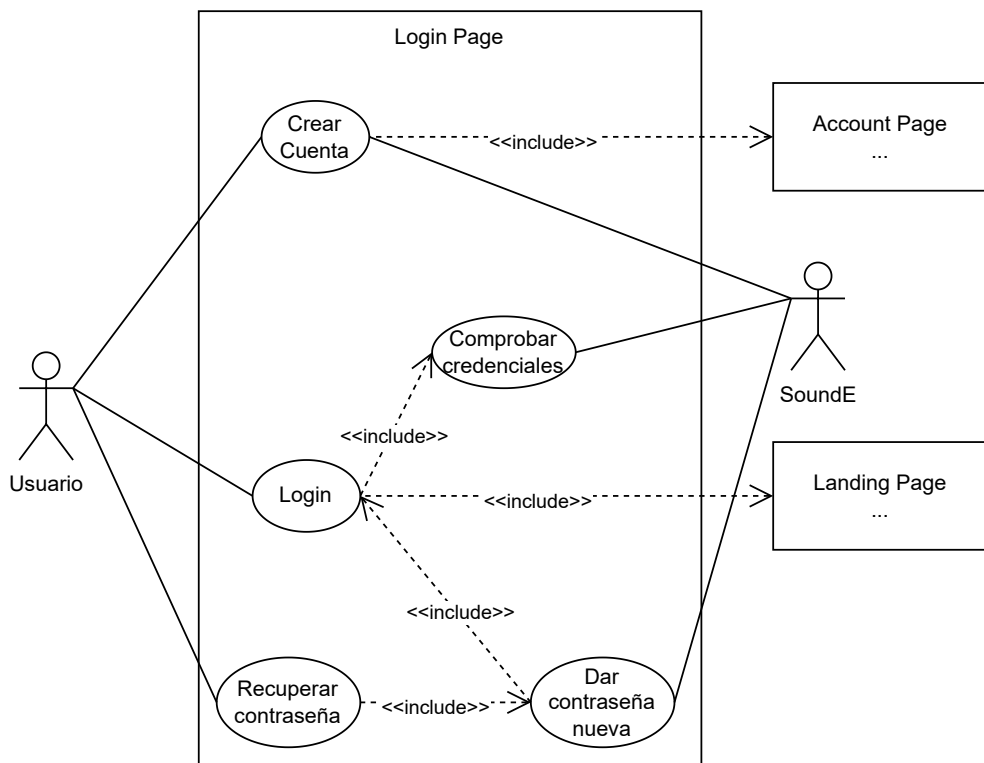 Login Page
Crear
Cuenta
<<include>>
Account Page
...
Comprobar
credenciales
SoundE
<<include>>
Usuario
Login
<<include>>
Landing Page
...
<<include>>
Recuperar
contraseña
<<include>>
Dar
contraseña
nueva